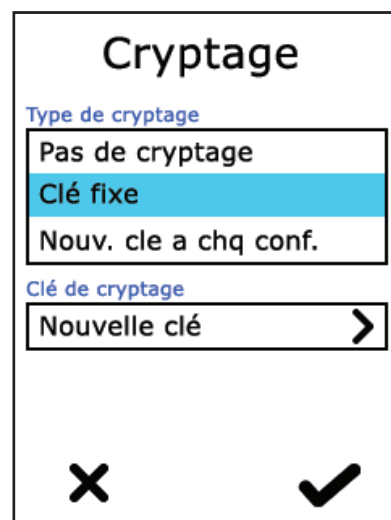 Cryptage
Type de cryptage
Pas de cryptage
Clé fixe
Nouv. cle a chq conf.
Clé de cryptage
Nouvelle clé